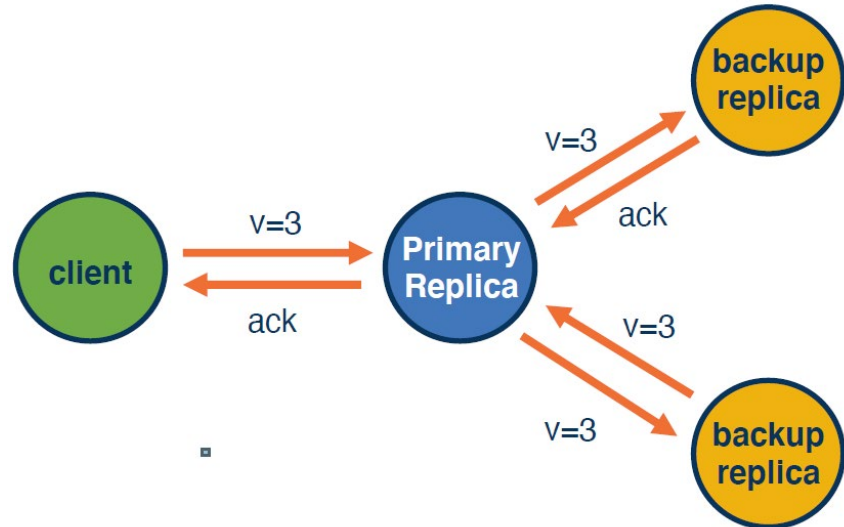 backup
replica
v=3
ack
v=3
client
Primary
Replica
ack
v=3
v=3
backup
replica